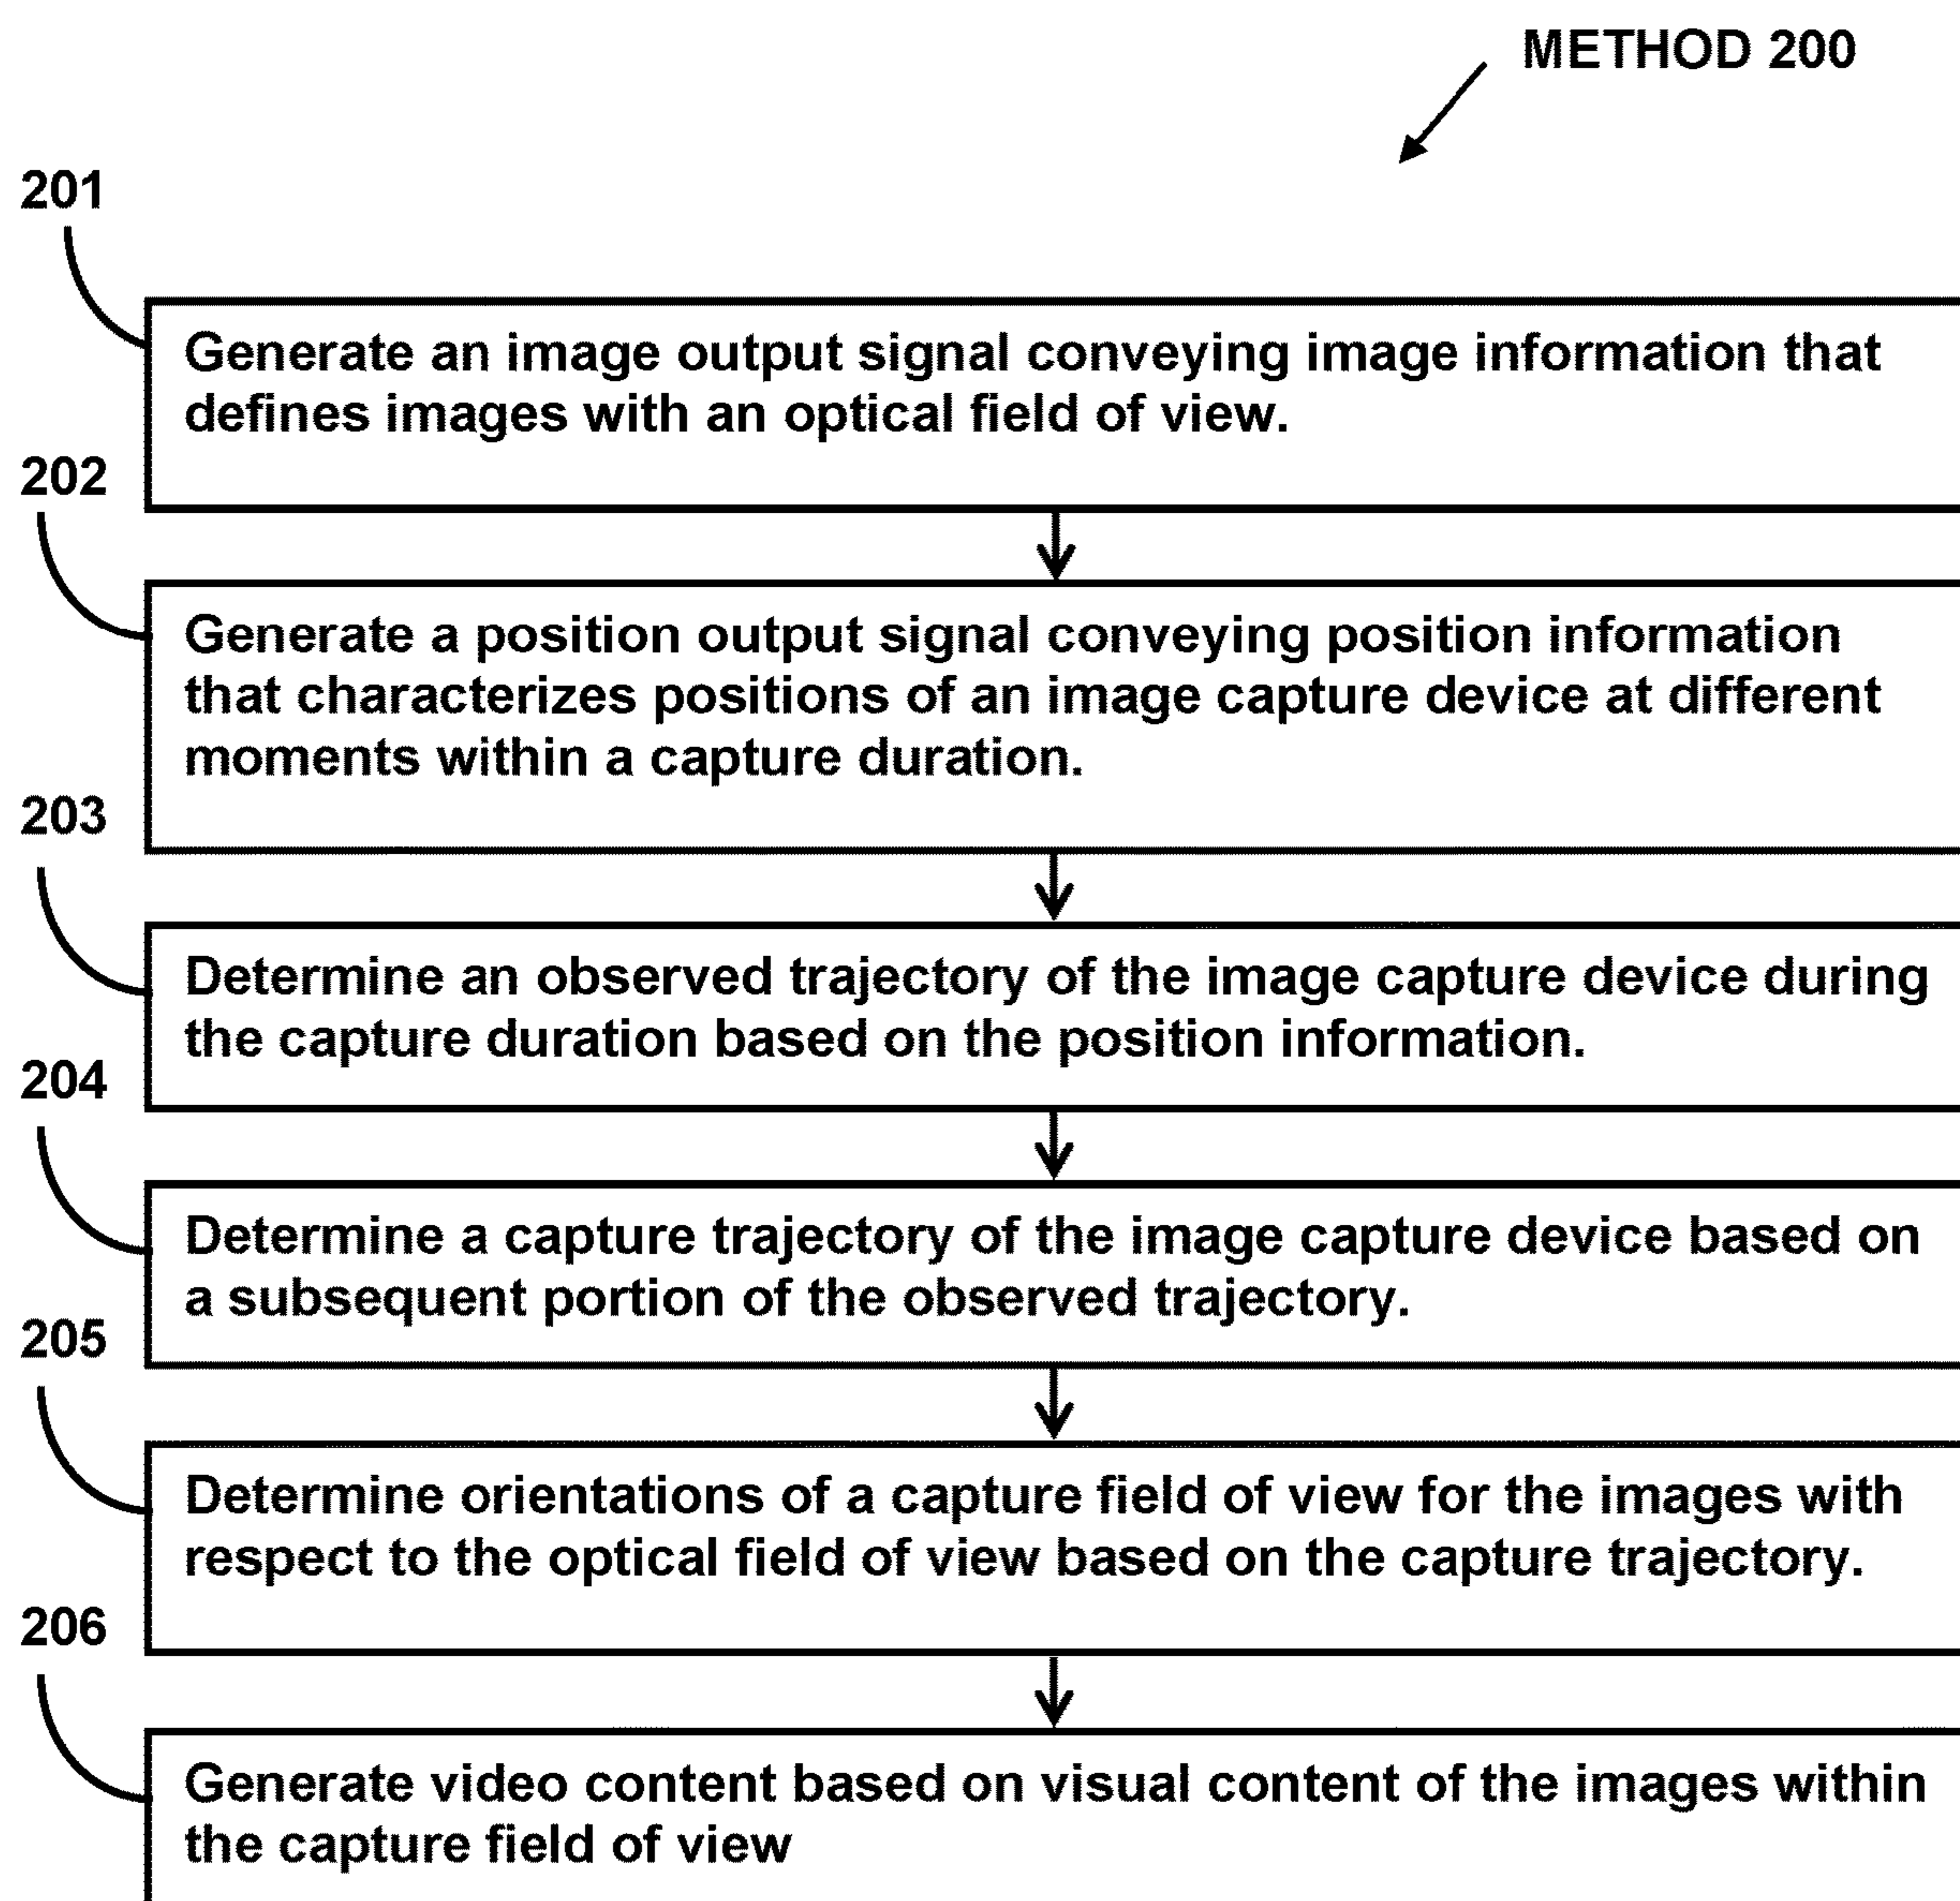 METHOD 200
201
Generate an image output signal conveying image information that
defines images with an optical field of view.
202
Generate a position output signal conveying position information
that characterizes positions of an image capture device at different
moments within a capture duration.
203
Determine an observed trajectory of the image capture device during
the capture duration based on the position information.
204
Determine a capture trajectory of the image capture device based on
a subsequent portion of the observed trajectory.
205
Determine orientations of a capture field of view for the images with
respect to the optical field of view based on the capture trajectory.
206
Generate video content based on visual content of the images within
the capture field of view